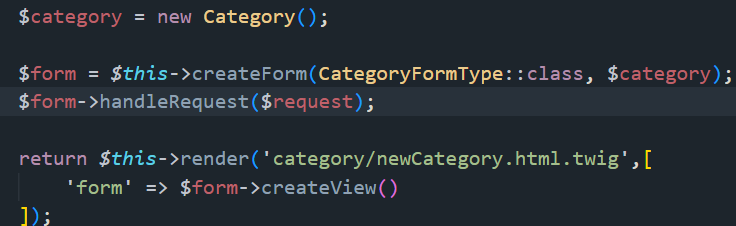 $category = new Category();
$form = $this->createForm(CategoryFormType::class, $category);
$form->handleRequest($request);
return $this->render('category/newCategory.html.twig',[
'form' => $form->createView()
]);